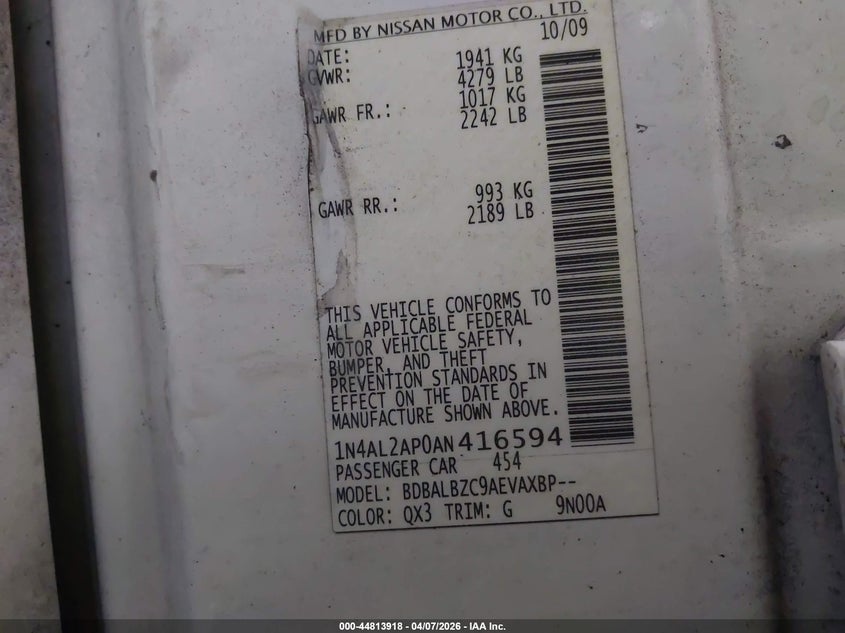 MFD BY NISSAN MOTOR CO., LTD.
DATE: 10/09
GVWR: 1941 KG
4279 LB
GAWR FR.: 1017 KG
2242 LB
GAWR RR.: 993 KG
2189 LB
THIS VEHICLE CONFORMS TO
ALL APPLICABLE FEDERAL
MOTOR VEHICLE SAFETY,
BUMPER, AND THEFT
PREVENTION STANDARDS IN
EFFECT ON THE DATE OF
MANUFACTURE SHOWN ABOVE.
1N4AL2AP0AN416594
PASSENGER CAR 454
MODEL: BDBALBZC9AEVAXBP--
COLOR: QX3 TRIM: G 9N00A
000-44813918 - 04/07/2026 - IAA Inc.